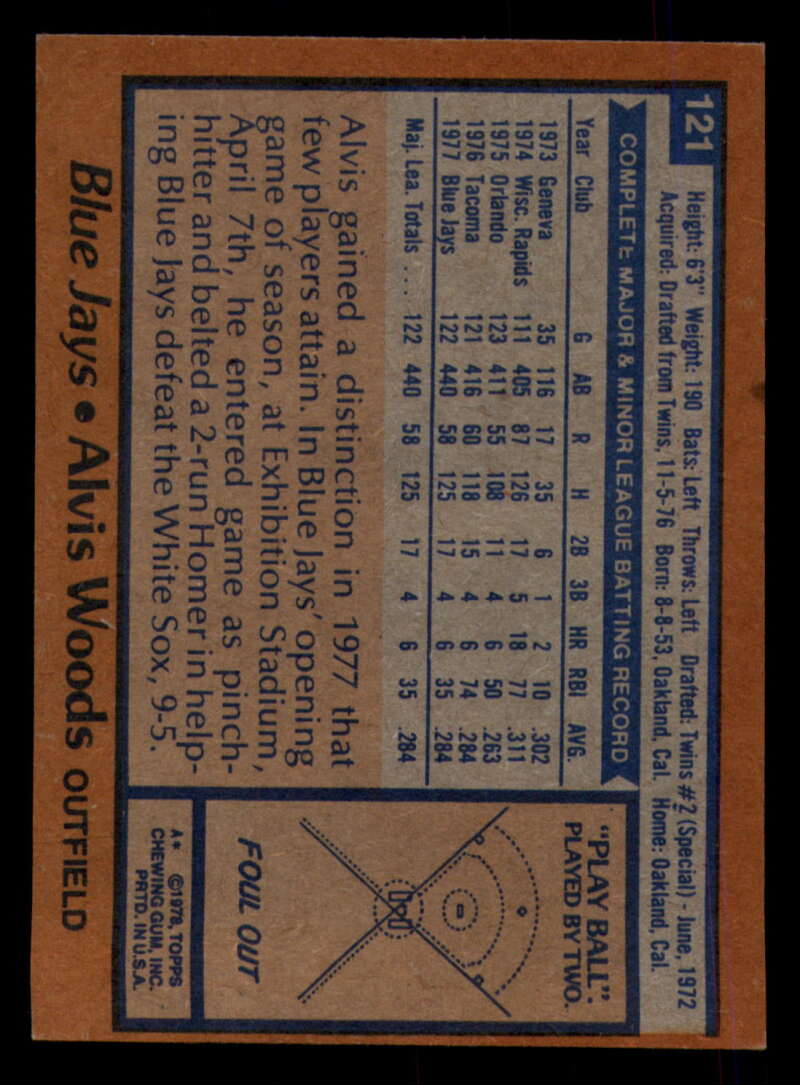 121
Height: 6'3" Weight: 190 Bats: Left Throws: Left Drafted: Twins #2 (Special) - June, 1972
Acquired: Drafted from Twins, 11-5-76 Born: 8-8-53, Oakland, Cal. Home: Oakland, Cal.
COMPLETE MAJOR & MINOR LEAGUE BATTING RECORD
Year Club G AB R H 2B 3B HR RBI AVG.
1973 Geneva 35 116 17 35 6 1 2 10 .302
1974 Wisc. Rapids 111 405 87 126 17 5 18 77 .311
1975 Orlando 123 411 55 108 11 4 6 50 .263
1976 Tacoma 121 416 60 118 15 4 6 74 .284
1977 Blue Jays 122 440 58 125 17 4 6 35 .284
Maj. Lea. Totals .... 122 440 58 125 17 4 6 35 .284
Alvis gained a distinction in 1977 that
few players attain. In Blue Jays' opening
game of season, at Exhibition Stadium,
April 7th, he entered game as pinch-
hitter and belted a 2-run Homer in help-
ing Blue Jays defeat the White Sox, 9-5.
"PLAY BALL".
PLAYED BY TWO.
FOUL OUT
A* ©1978, TOPPS
CHEWING GUM, INC.
PRTD. IN U.S.A.
Blue Jays • Alvis Woods OUTFIELD